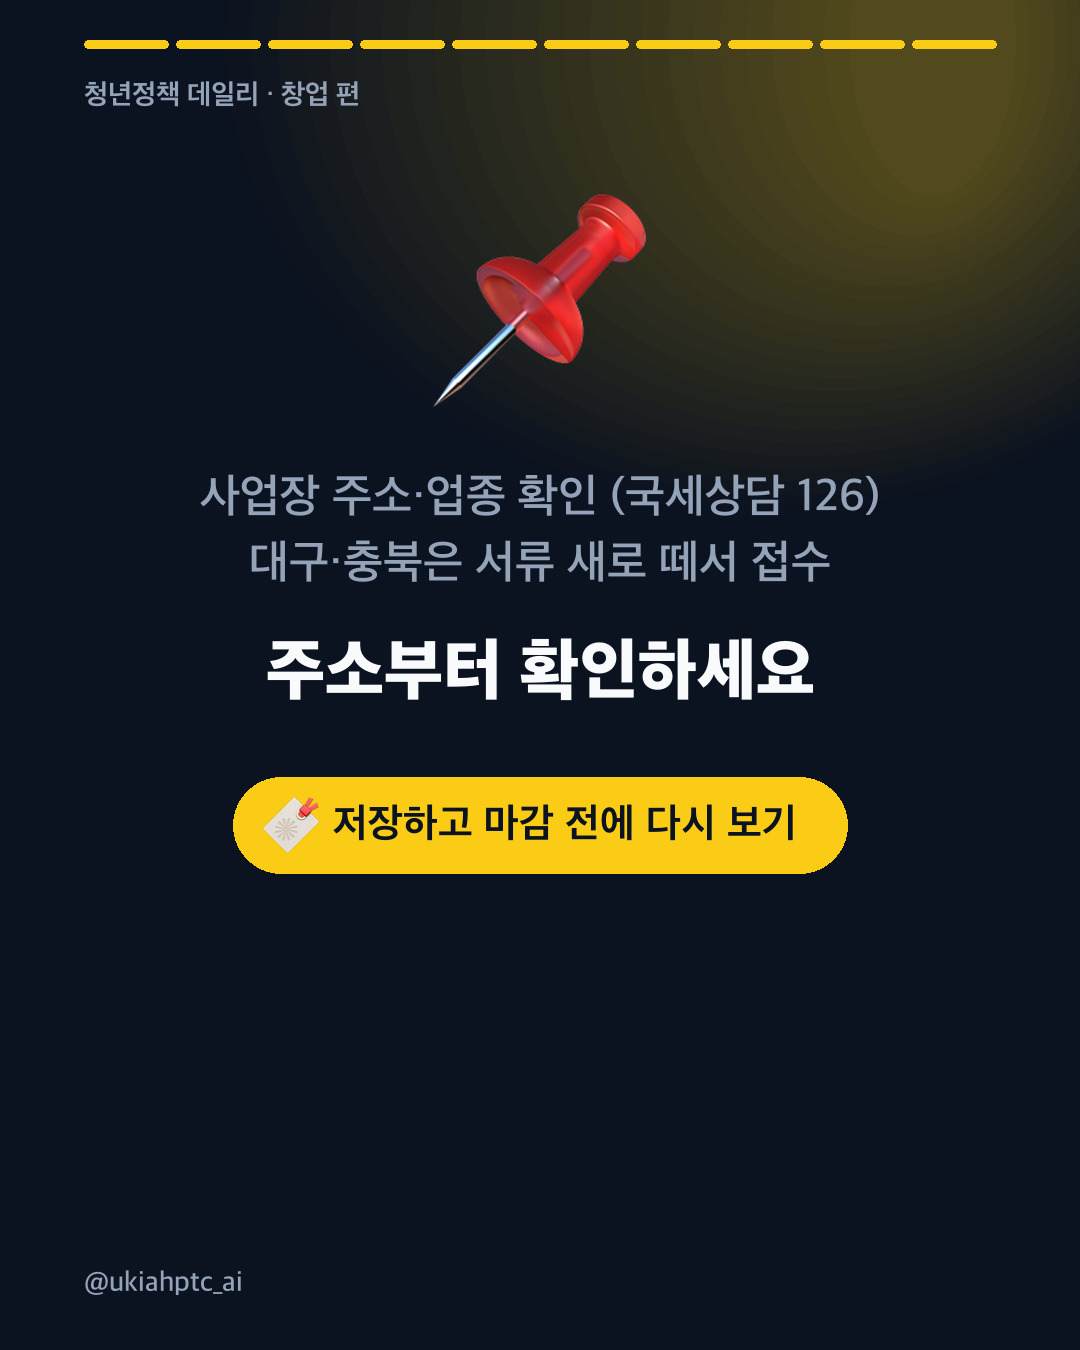 청년정책 데일리 · 창업 편
사업장 주소·업종 확인 (국세상담 126)
대구·충북은 서류 새로 떼서 접수
주소부터 확인하세요
저장하고 마감 전에 다시 보기
@ukiahptc_ai